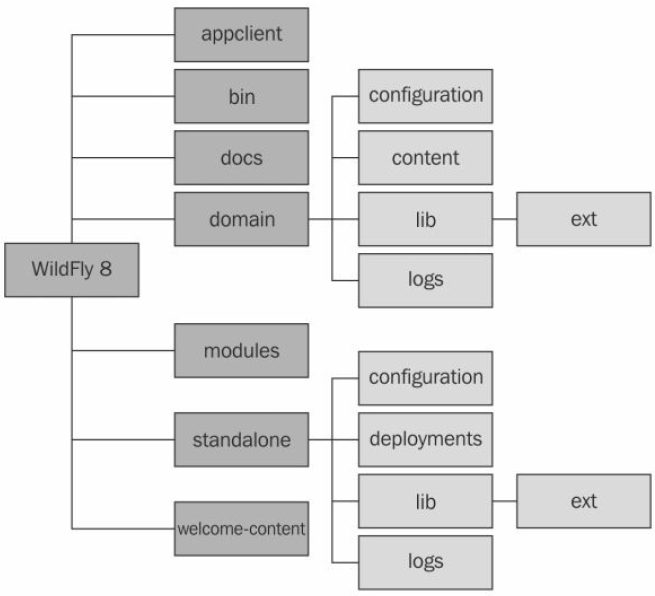 appclient
bin
configuration
docs
content
domain
lib
ext
WildFly 8
logs
modules
configuration
standalone
deployments
lib
ext
welcome-content
logs